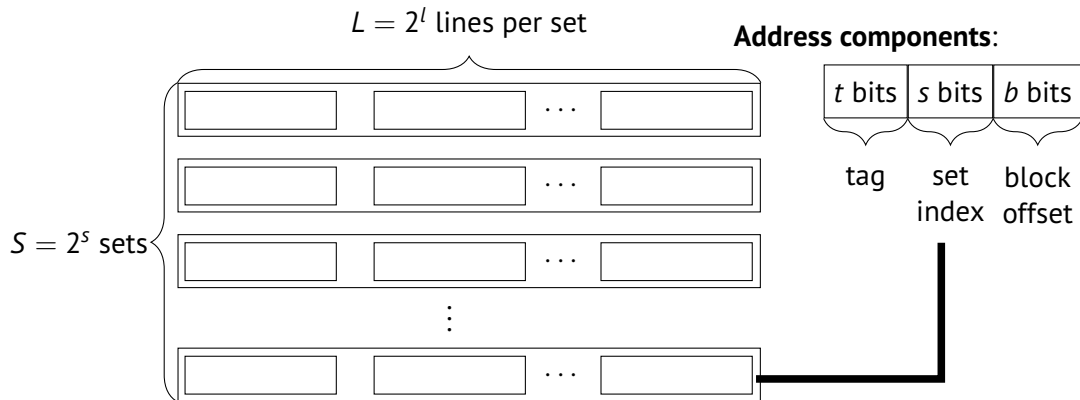 L = 2^l lines per set
Address components:
t bits s bits b bits
tag set index block offset
S = 2^s sets
...
...
...
⋮
...